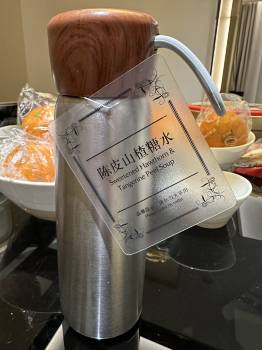 陈皮山楂糖水
Sweetened Hawthorn &
Tangerine Peel Soup